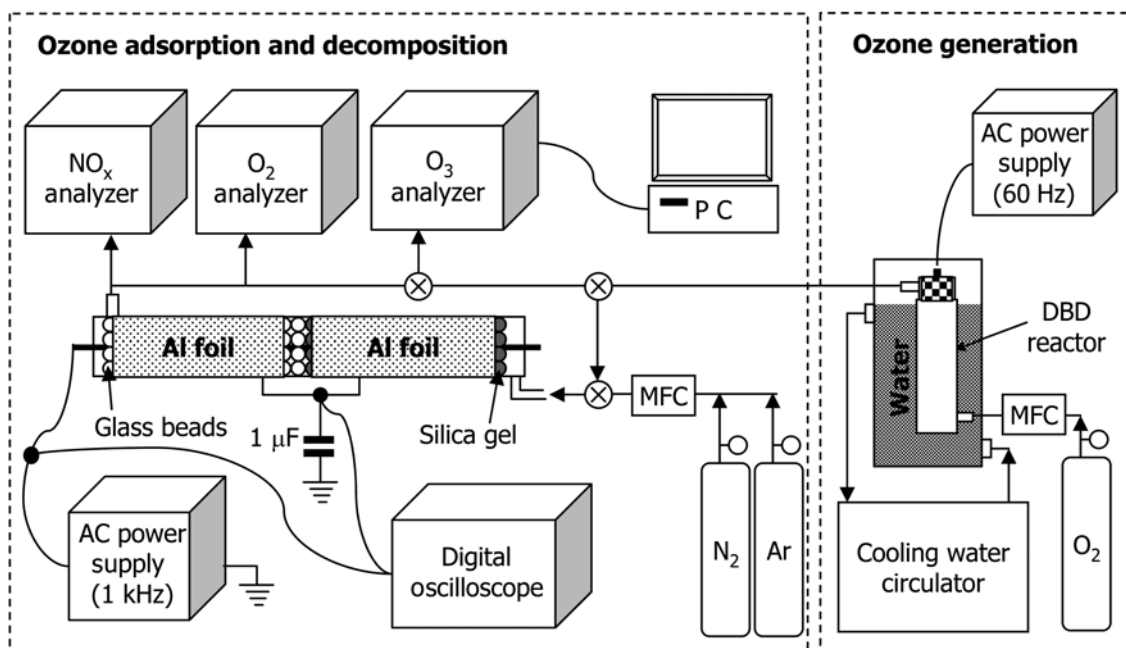 Ozone adsorption and decomposition
NOₓ
analyzer
O₂
analyzer
O₃
analyzer
P C
Al foil
Al foil
Glass beads
Silica gel
1 μF
MFC
AC power
supply
(1 kHz)
Digital
oscilloscope
N₂
Ar
Ozone generation
AC power
supply
(60 Hz)
DBD
reactor
Water
MFC
Cooling water
circulator
O₂